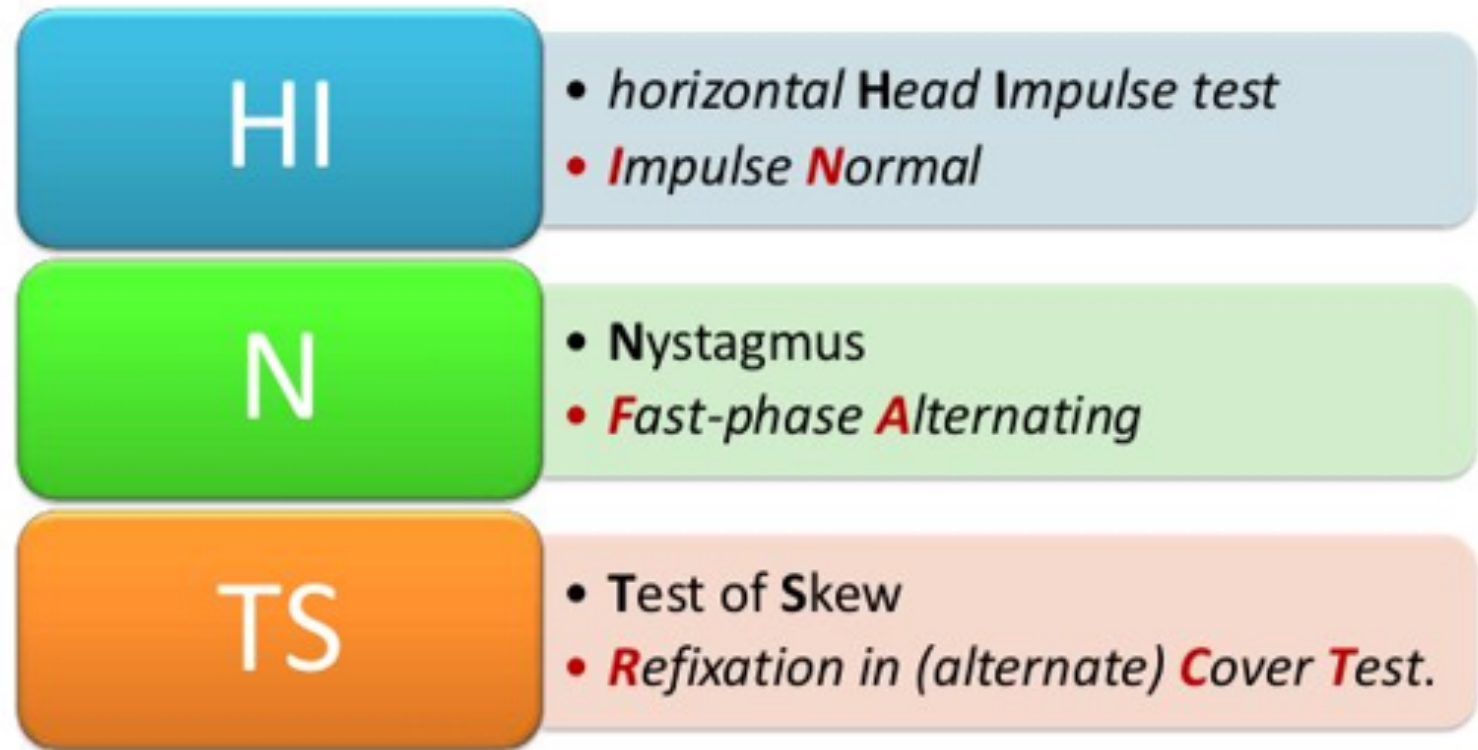 HI
• horizontal Head Impulse test
• Impulse Normal
N
• Nystagmus
• Fast-phase Alternating
TS
• Test of Skew
• Refixation in (alternate) Cover Test.